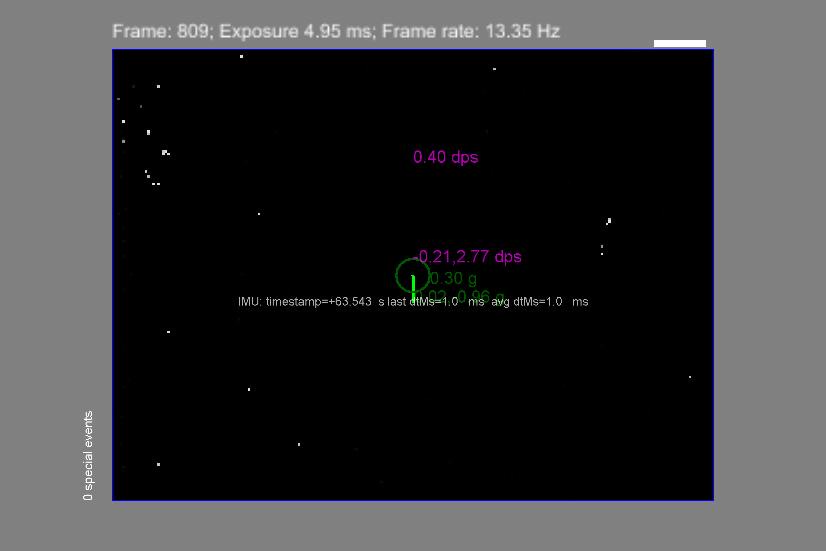 Frame: 809; Exposure 4.95 ms; Frame rate: 13.35 Hz
0.40 dps
-0.21,2.77 dps
0.30 g
IMU: timestamp=+63.543 s last dtMs=1.0 ms avg dtMs=1.0 ms
0 special events